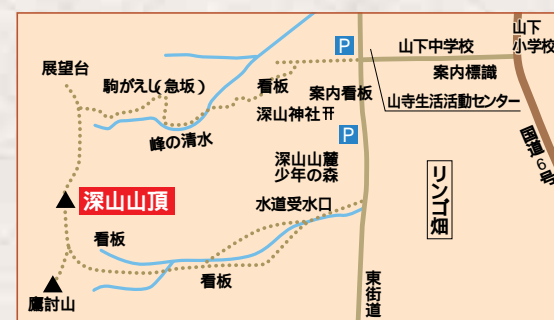 山下
小学校
P
山下中学校
展望台
案内標識
駒がえし(急坂)
看板
案内看板
山寺生活活動センター
深山神社
峰の清水
P
国道6号
深山山麓
少年の森
リンゴ畑
深山山頂
水道受水口
看板
看板
東街道
鷹討山